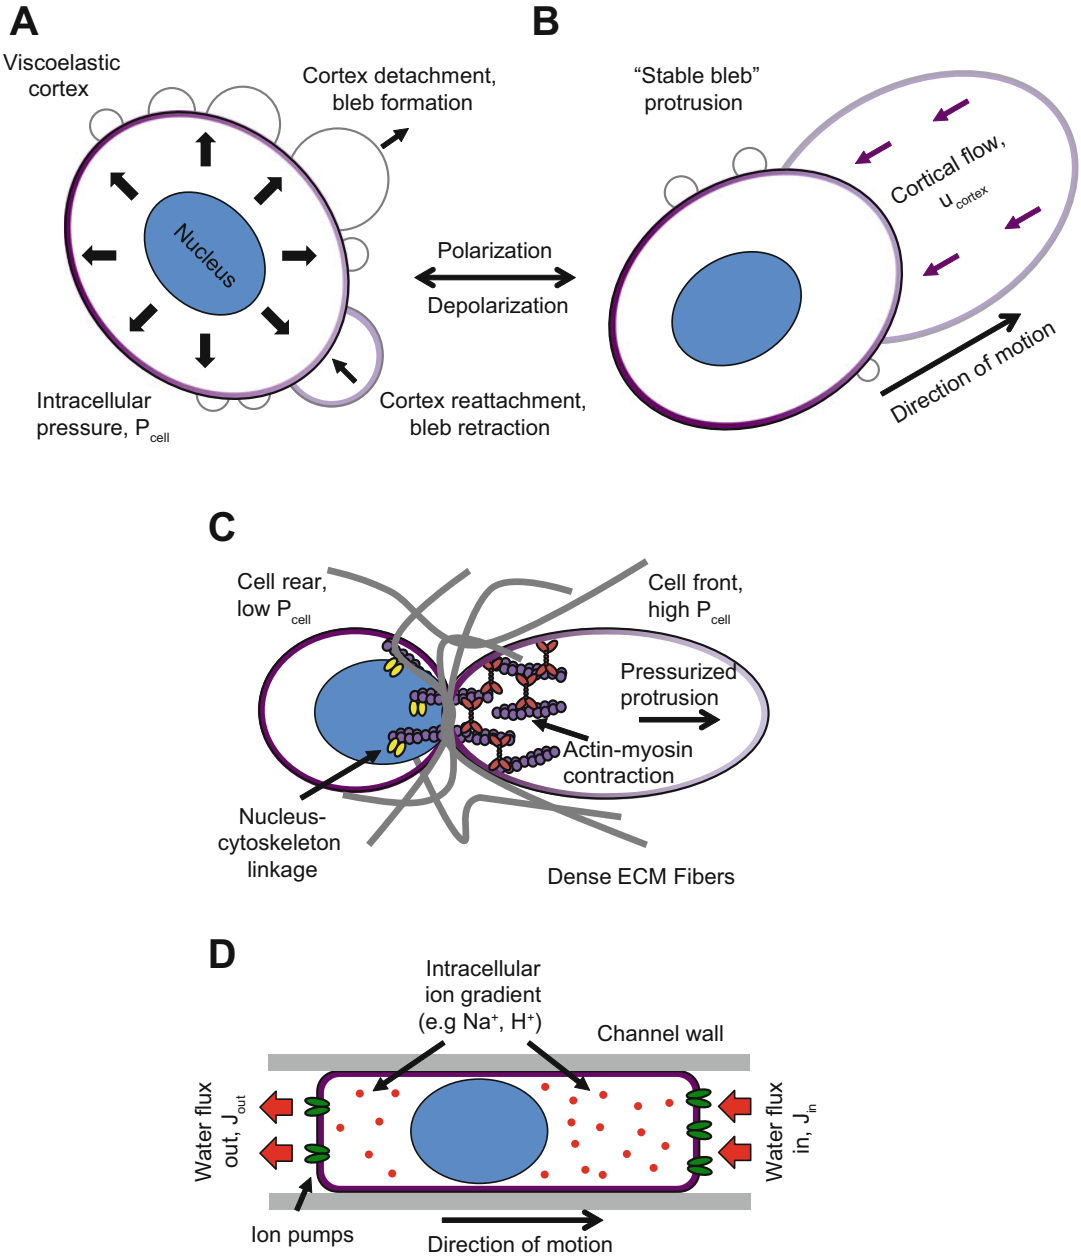 A
Viscoelastic
cortex
Cortex detachment,
bleb formation
Nucleus
Intracellular
pressure, Pcell
Cortex reattachment,
bleb retraction
Polarization
Depolarization
B
“Stable bleb”
protrusion
Cortical flow,
ucortex
Direction of motion
C
Cell rear,
low Pcell
Cell front,
high Pcell
Pressurized
protrusion
Actin-myosin
contraction
Nucleus-
cytoskeleton
linkage
Dense ECM Fibers
D
Intracellular
ion gradient
(e.g Na⁺, H⁺)
Channel wall
Water flux
out, Jout
Water flux
in, Jin
Ion pumps
Direction of motion